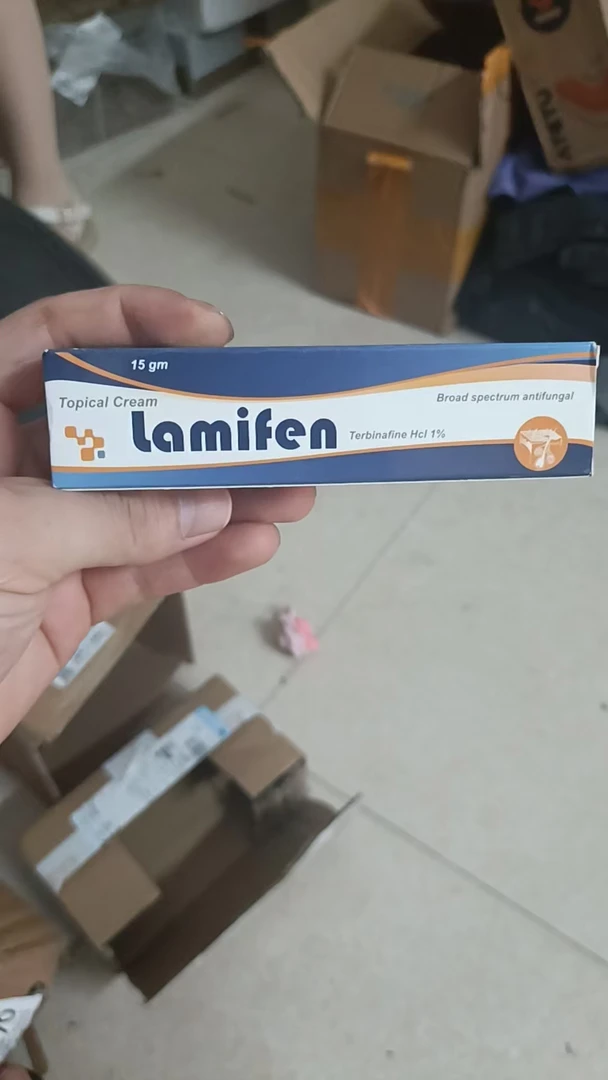 15 gm
Topical Cream
Broad spectrum antifungal
Lamifen
Terbinafine Hcl 1%